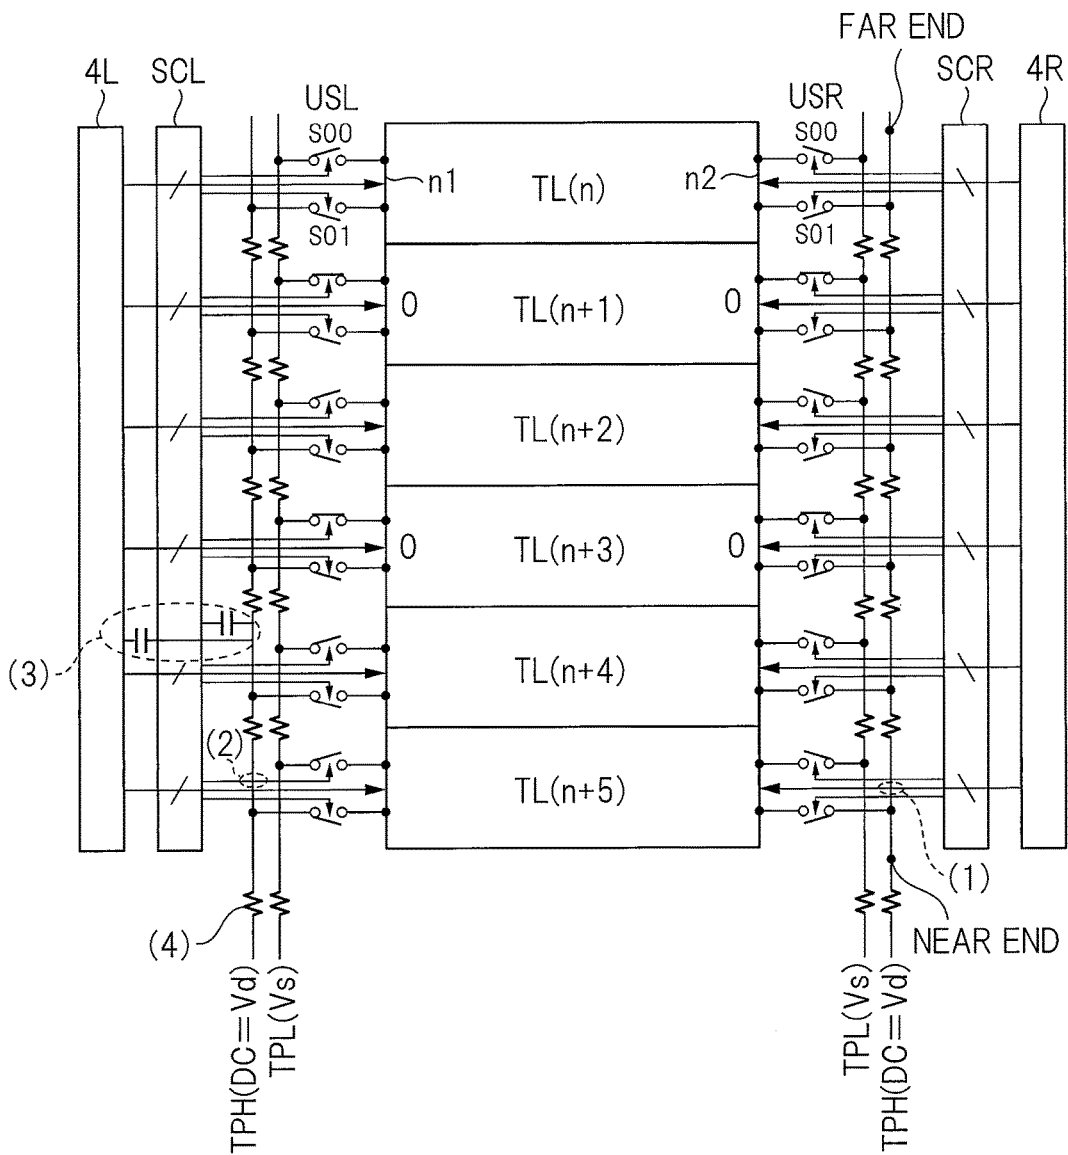 FAR END
4L
SCL
SCR
4R
USL
USR
S00
S00
n1
n2
TL(n)
S01
S01
0
TL(n+1)
0
TL(n+2)
0
TL(n+3)
0
(3)
TL(n+4)
(2)
TL(n+5)
(1)
(4)
NEAR END
TPH(DC=Vd)
TPL(Vs)
TPL(Vs)
TPH(DC=Vd)